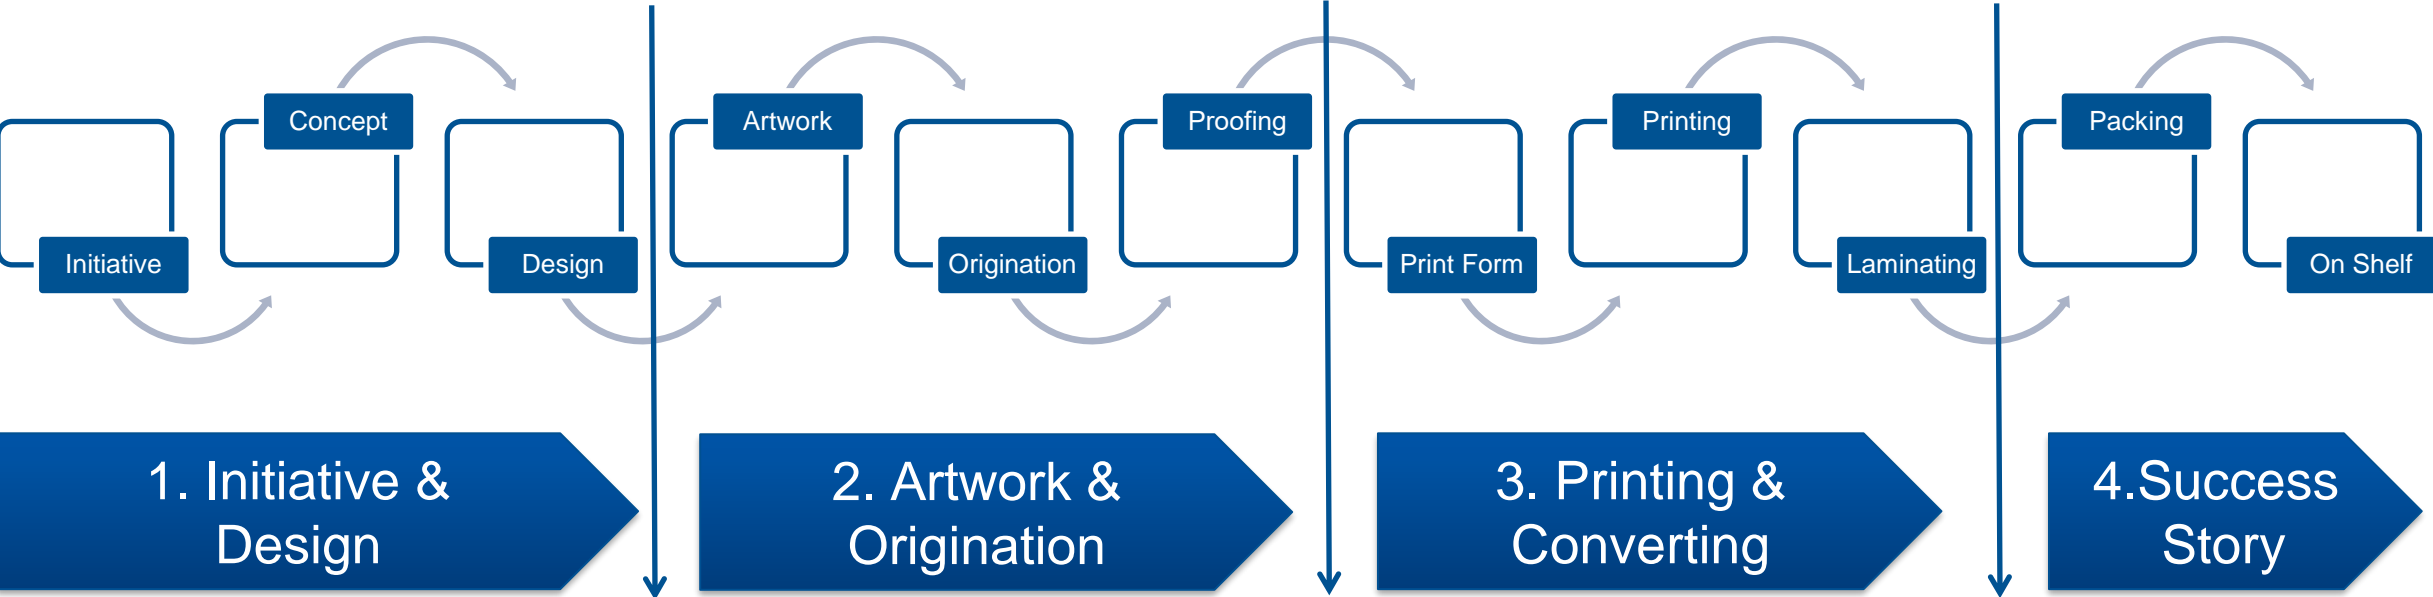 Concept
Artwork
Proofing
Printing
Packing
Initiative
Design
Origination
Print Form
Laminating
On Shelf
1. Initiative &
Design
2. Artwork &
Origination
3. Printing &
Converting
4.Success
Story